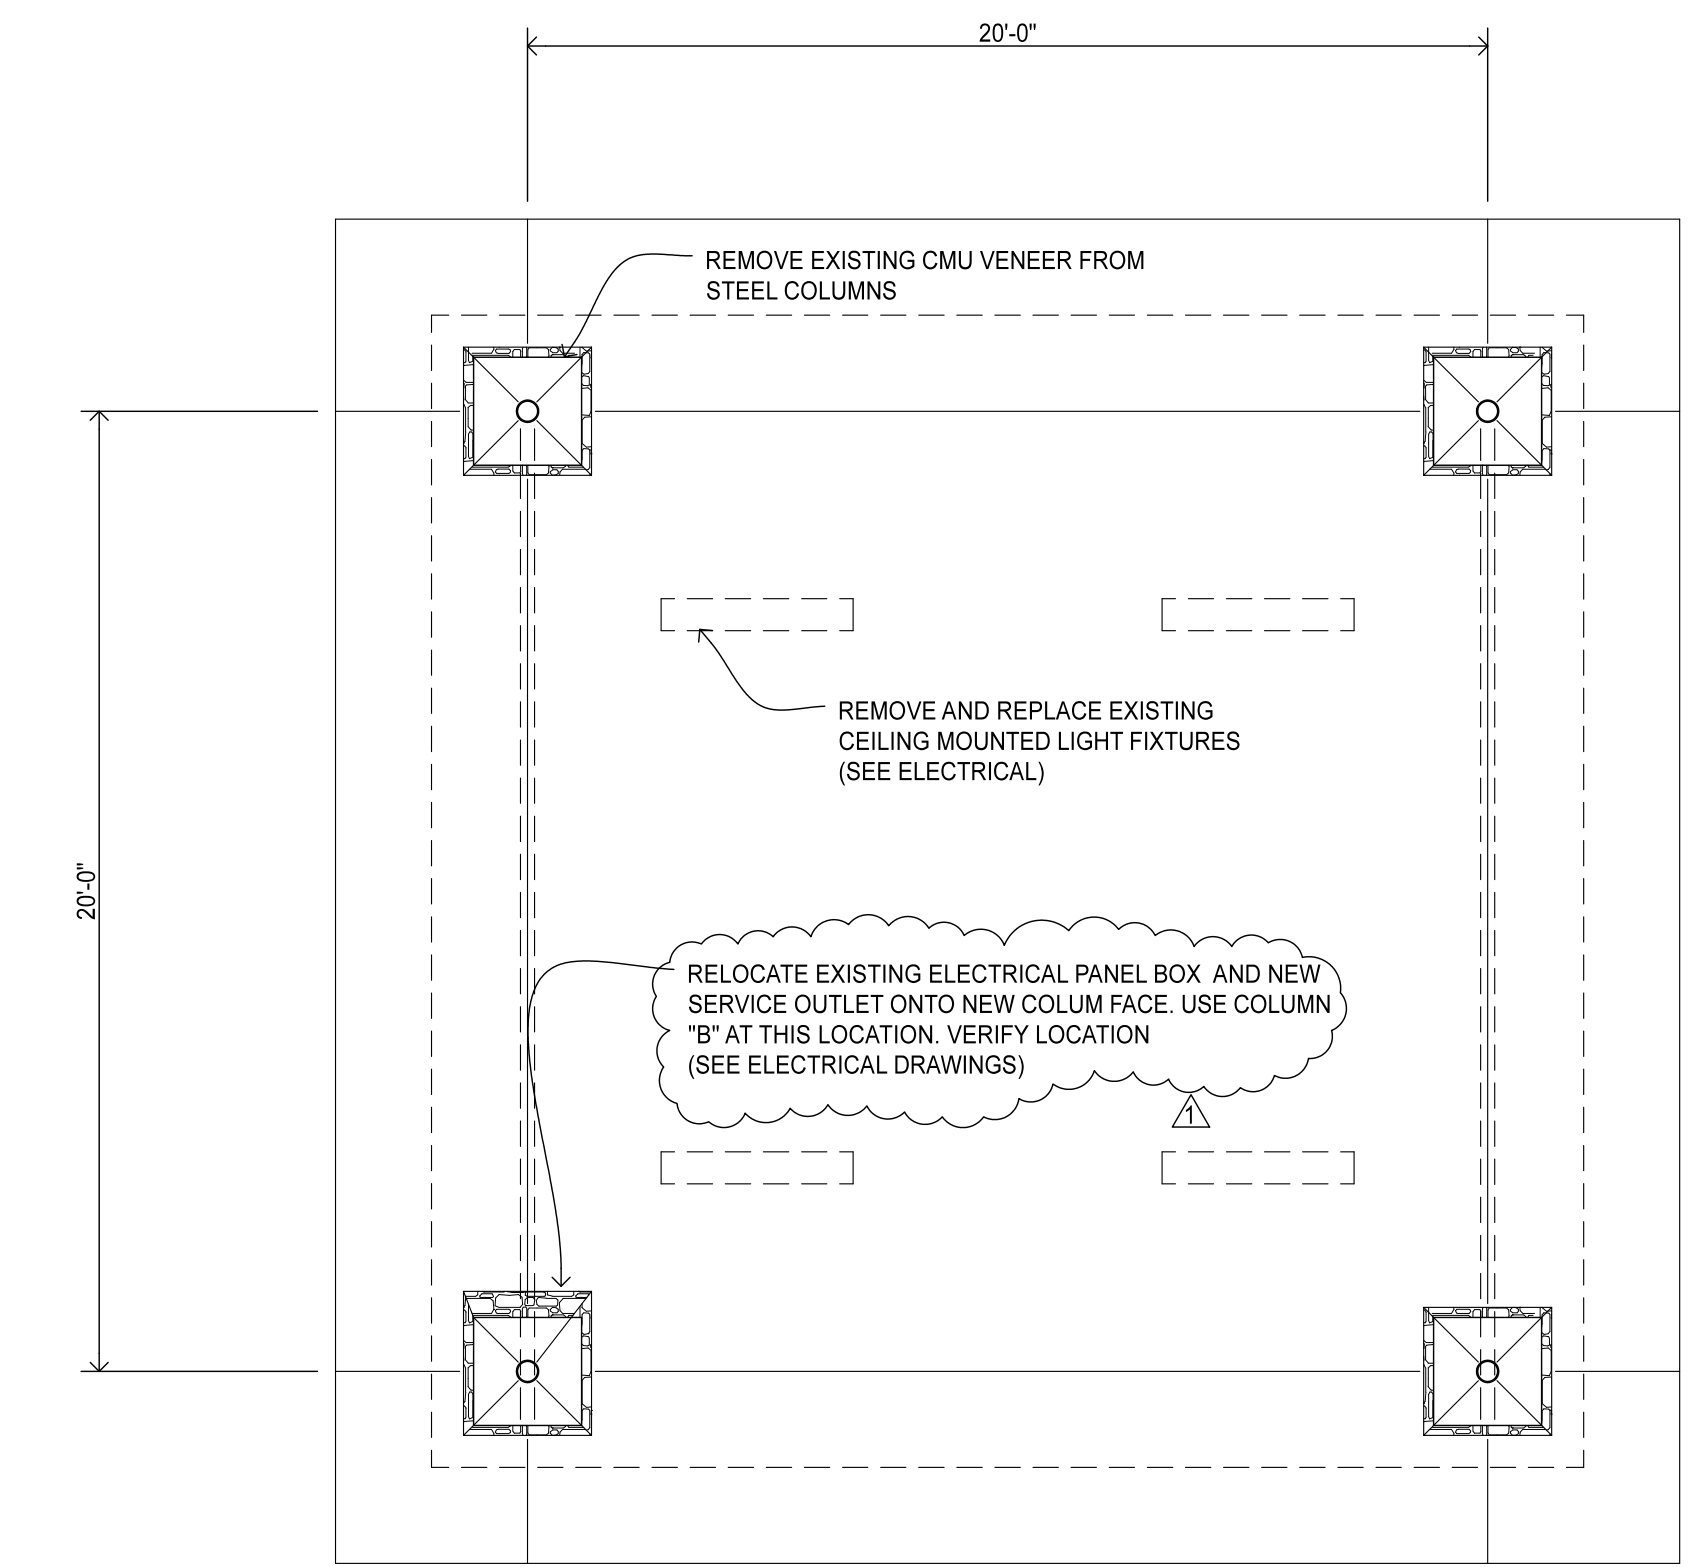 20'-0"
REMOVE EXISTING CMU VENEER FROM
STEEL COLUMNS
REMOVE AND REPLACE EXISTING
CEILING MOUNTED LIGHT FIXTURES
(SEE ELECTRICAL)
20'-0"
RELOCATE EXISTING ELECTRICAL PANEL BOX AND NEW
SERVICE OUTLET ONTO NEW COLUM FACE. USE COLUMN
"B" AT THIS LOCATION. VERIFY LOCATION
(SEE ELECTRICAL DRAWINGS)
1